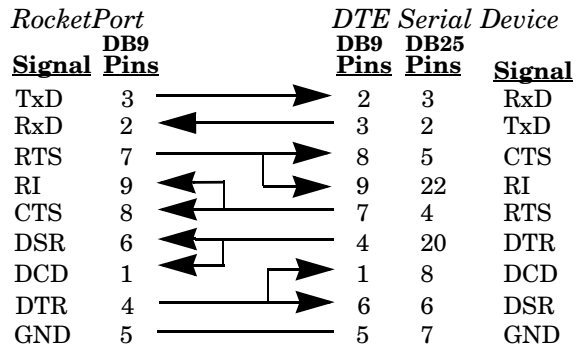 RocketPort DTE Serial Device
DB9 DB9 DB25
Signal Pins Pins Pins Signal
TxD 3 2 3 RxD
RxD 2 3 2 TxD
RTS 7 8 5 CTS
RI 9 9 22 RI
CTS 8 7 4 RTS
DSR 6 4 20 DTR
DCD 1 1 8 DCD
DTR 4 6 6 DSR
GND 5 5 7 GND